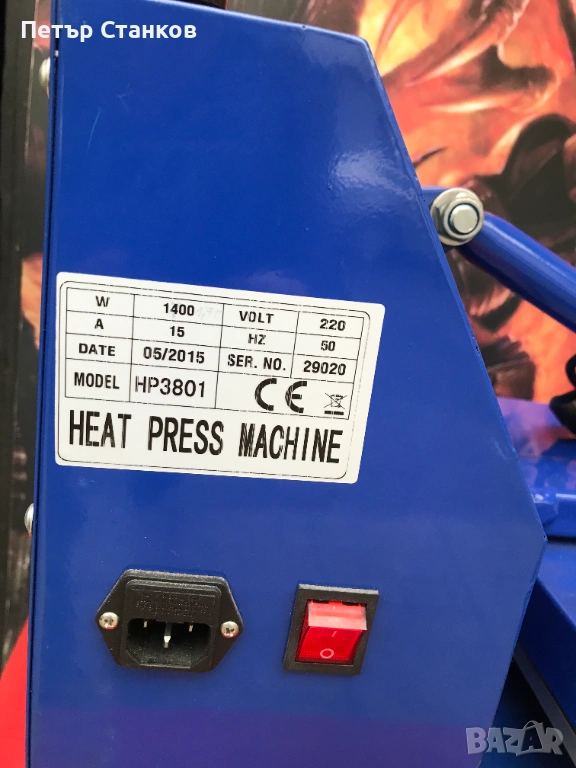 Петър Станков
W 1400 VOLT 220
A 15 HZ 50
DATE 05/2015 SER. NO. 29020
MODEL HP3801 CE
HEAT PRESS MACHINE
BAZAR